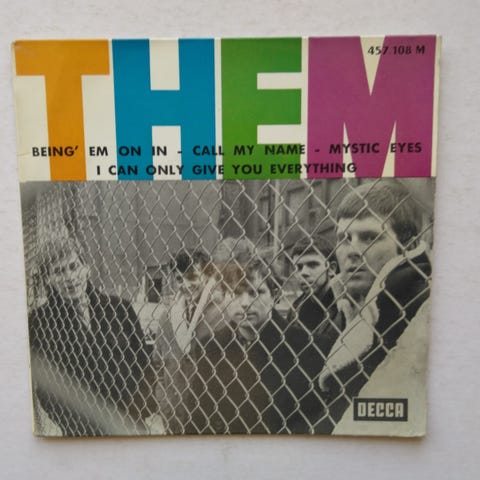 THEM
457 108 M
BEING' EM ON IN - CALL MY NAME - MYSTIC EYES
I CAN ONLY GIVE YOU EVERYTHING
DECCA